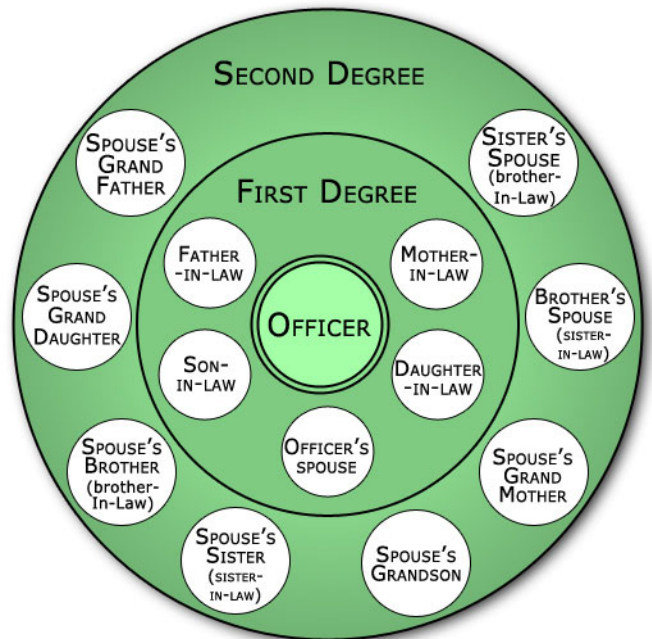 SECOND DEGREE
SPOUSE'S
GRAND
FATHER
SISTER'S
SPOUSE
(brother-
In-Law)
FIRST DEGREE
FATHER
-IN-LAW
MOTHER-
IN-LAW
SPOUSE'S
GRAND
DAUGHTER
OFFICER
BROTHER'S
SPOUSE
(SISTER-
IN-LAW)
SON-
IN-LAW
DAUGHTER
-IN-LAW
SPOUSE'S
BROTHER
(brother-
In-Law)
OFFICER'S
SPOUSE
SPOUSE'S
GRAND
MOTHER
SPOUSE'S
SISTER
(SISTER-
IN-LAW)
SPOUSE'S
GRANDSON